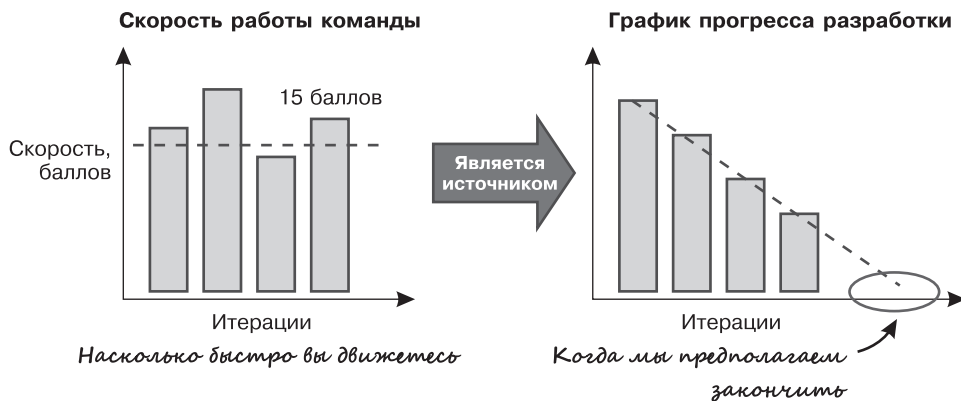 Скорость работы команды
График прогресса разработки
15 баллов
Скорость,
баллов
Является
источником
Итерации
Итерации
Насколько быстро вы движетесь
Когда мы предполагаем
закончить